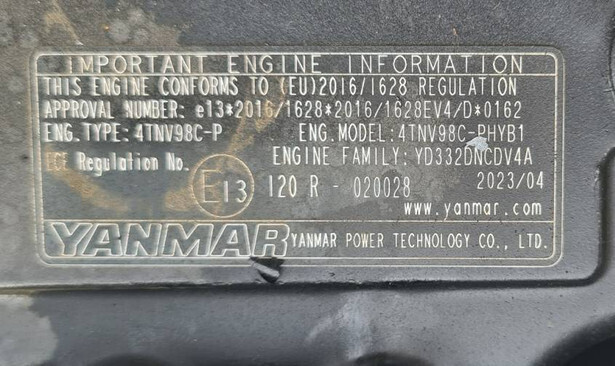 IMPORTANT ENGINE INFORMATION
THIS ENGINE CONFORMS TO (EU)2016/1628 REGULATION
APPROVAL NUMBER: e13*2016/1628*2016/1628EV4/D*0162
ENG.TYPE: 4TNV98C-P ENG.MODEL: 4TNV98C-PHYB1
ENGINE FAMILY: YD332DNCDV4A
ECE Regulation No. E13 120 R - 020028 2023/04
www.yanmar.com
YANMAR YANMAR POWER TECHNOLOGY CO., LTD.